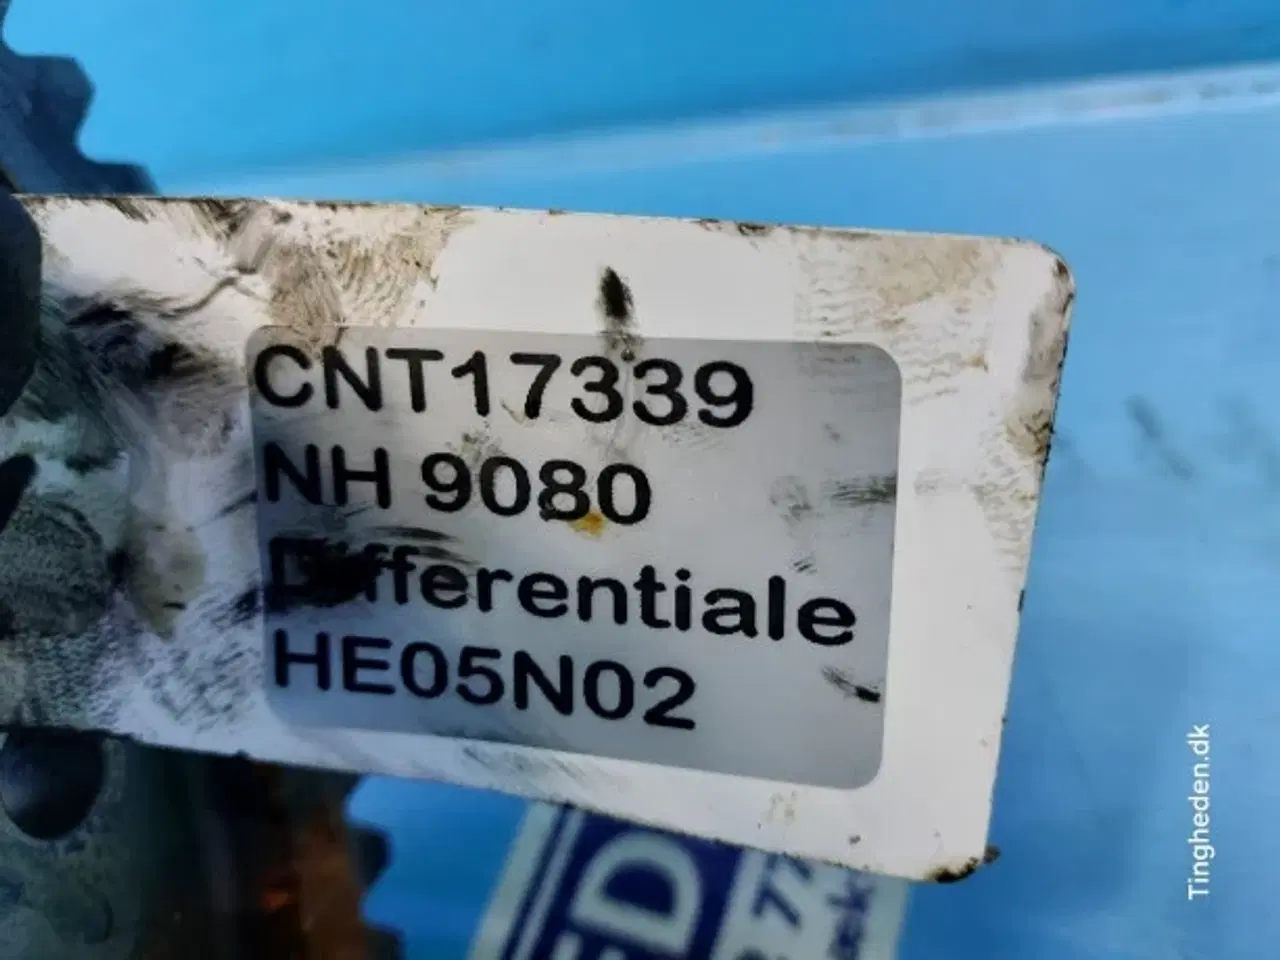 CNT17339
NH 9080
Differentiale
HE05N02
Tingheden.dk